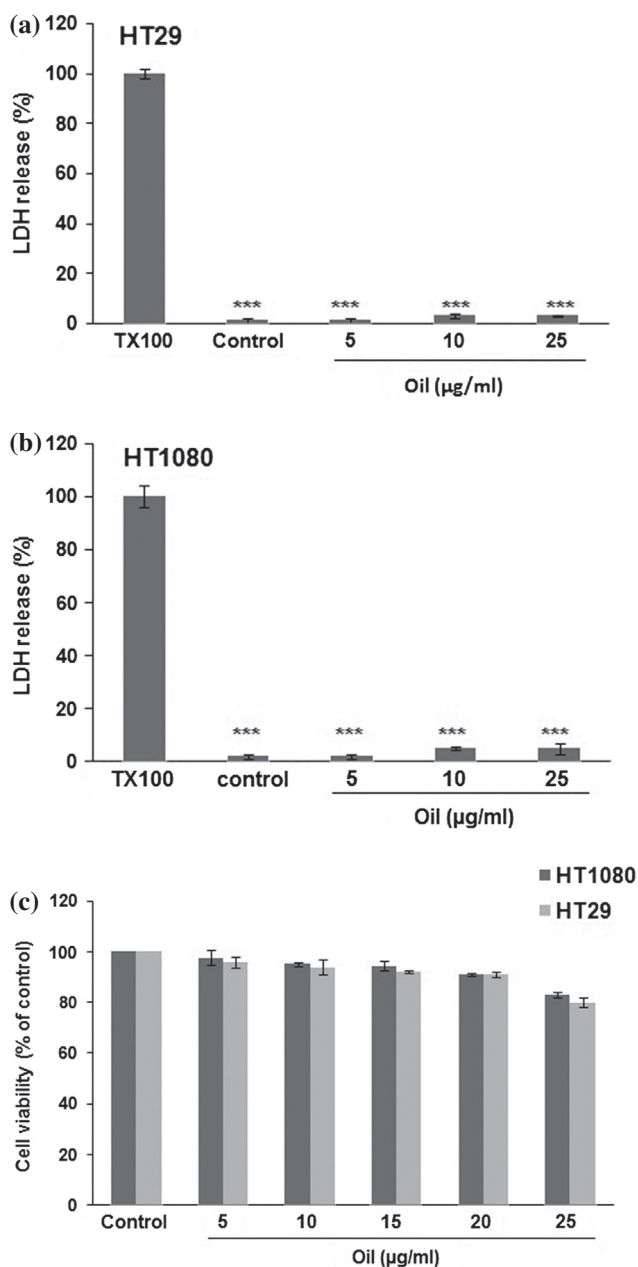 (a)
HT29
LDH release (%)
120
100
80
60
40
20
0
*** *** *** ***
TX100 Control 5 10 25
Oil (µg/ml)
(b)
HT1080
LDH release (%)
120
100
80
60
40
20
0
*** *** *** ***
TX100 control 5 10 25
Oil (µg/ml)
(c)
HT1080
HT29
Cell viability (% of control)
120
100
80
60
40
20
0
Control 5 10 15 20 25
Oil (µg/ml)